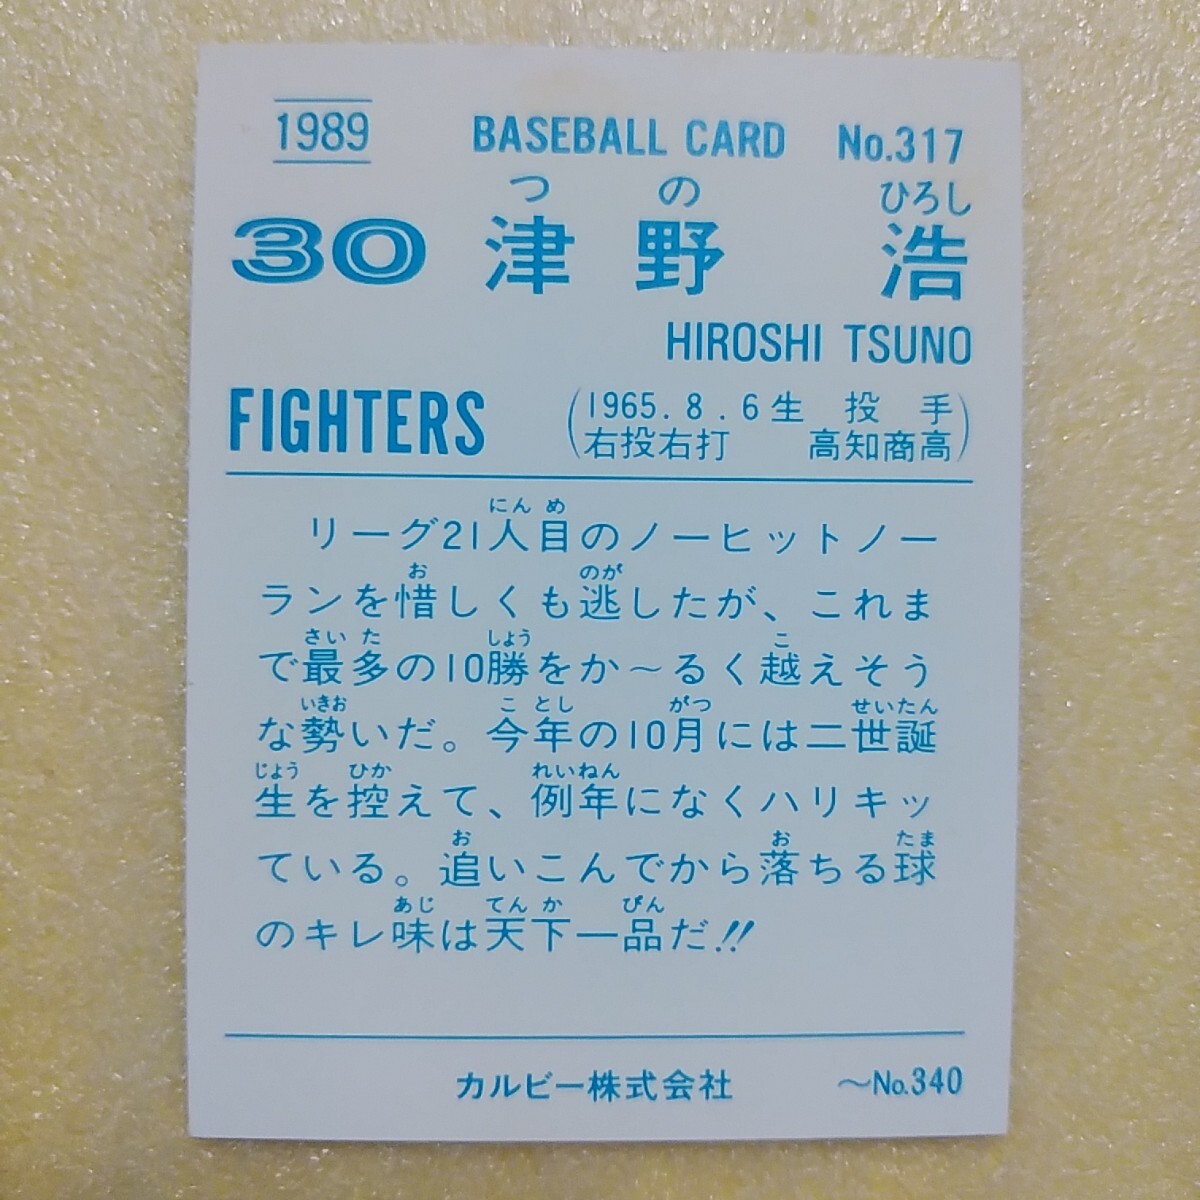 1989 BASEBALL CARD No.317
つ の ひろし
30 津野 浩
HIROSHI TSUNO
FIGHTERS (1965.8.6生 投手
右投右打 高知商高)
にん め
リーグ21人目のノーヒットノー
お のが
ランを惜しくも逃したが、これま
さい た しょう こ
で最多の10勝をか〜るく越えそう
いきお こ とし がつ せいたん
な勢いだ。今年の10月には二世誕
じょう ひか れいねん
生を控えて、例年になくハリキッ
お お たま
ている。追いこんでから落ちる球
あじ てん か ぴん
のキレ味は天下一品だ!!
カルビー株式会社 〜No.340